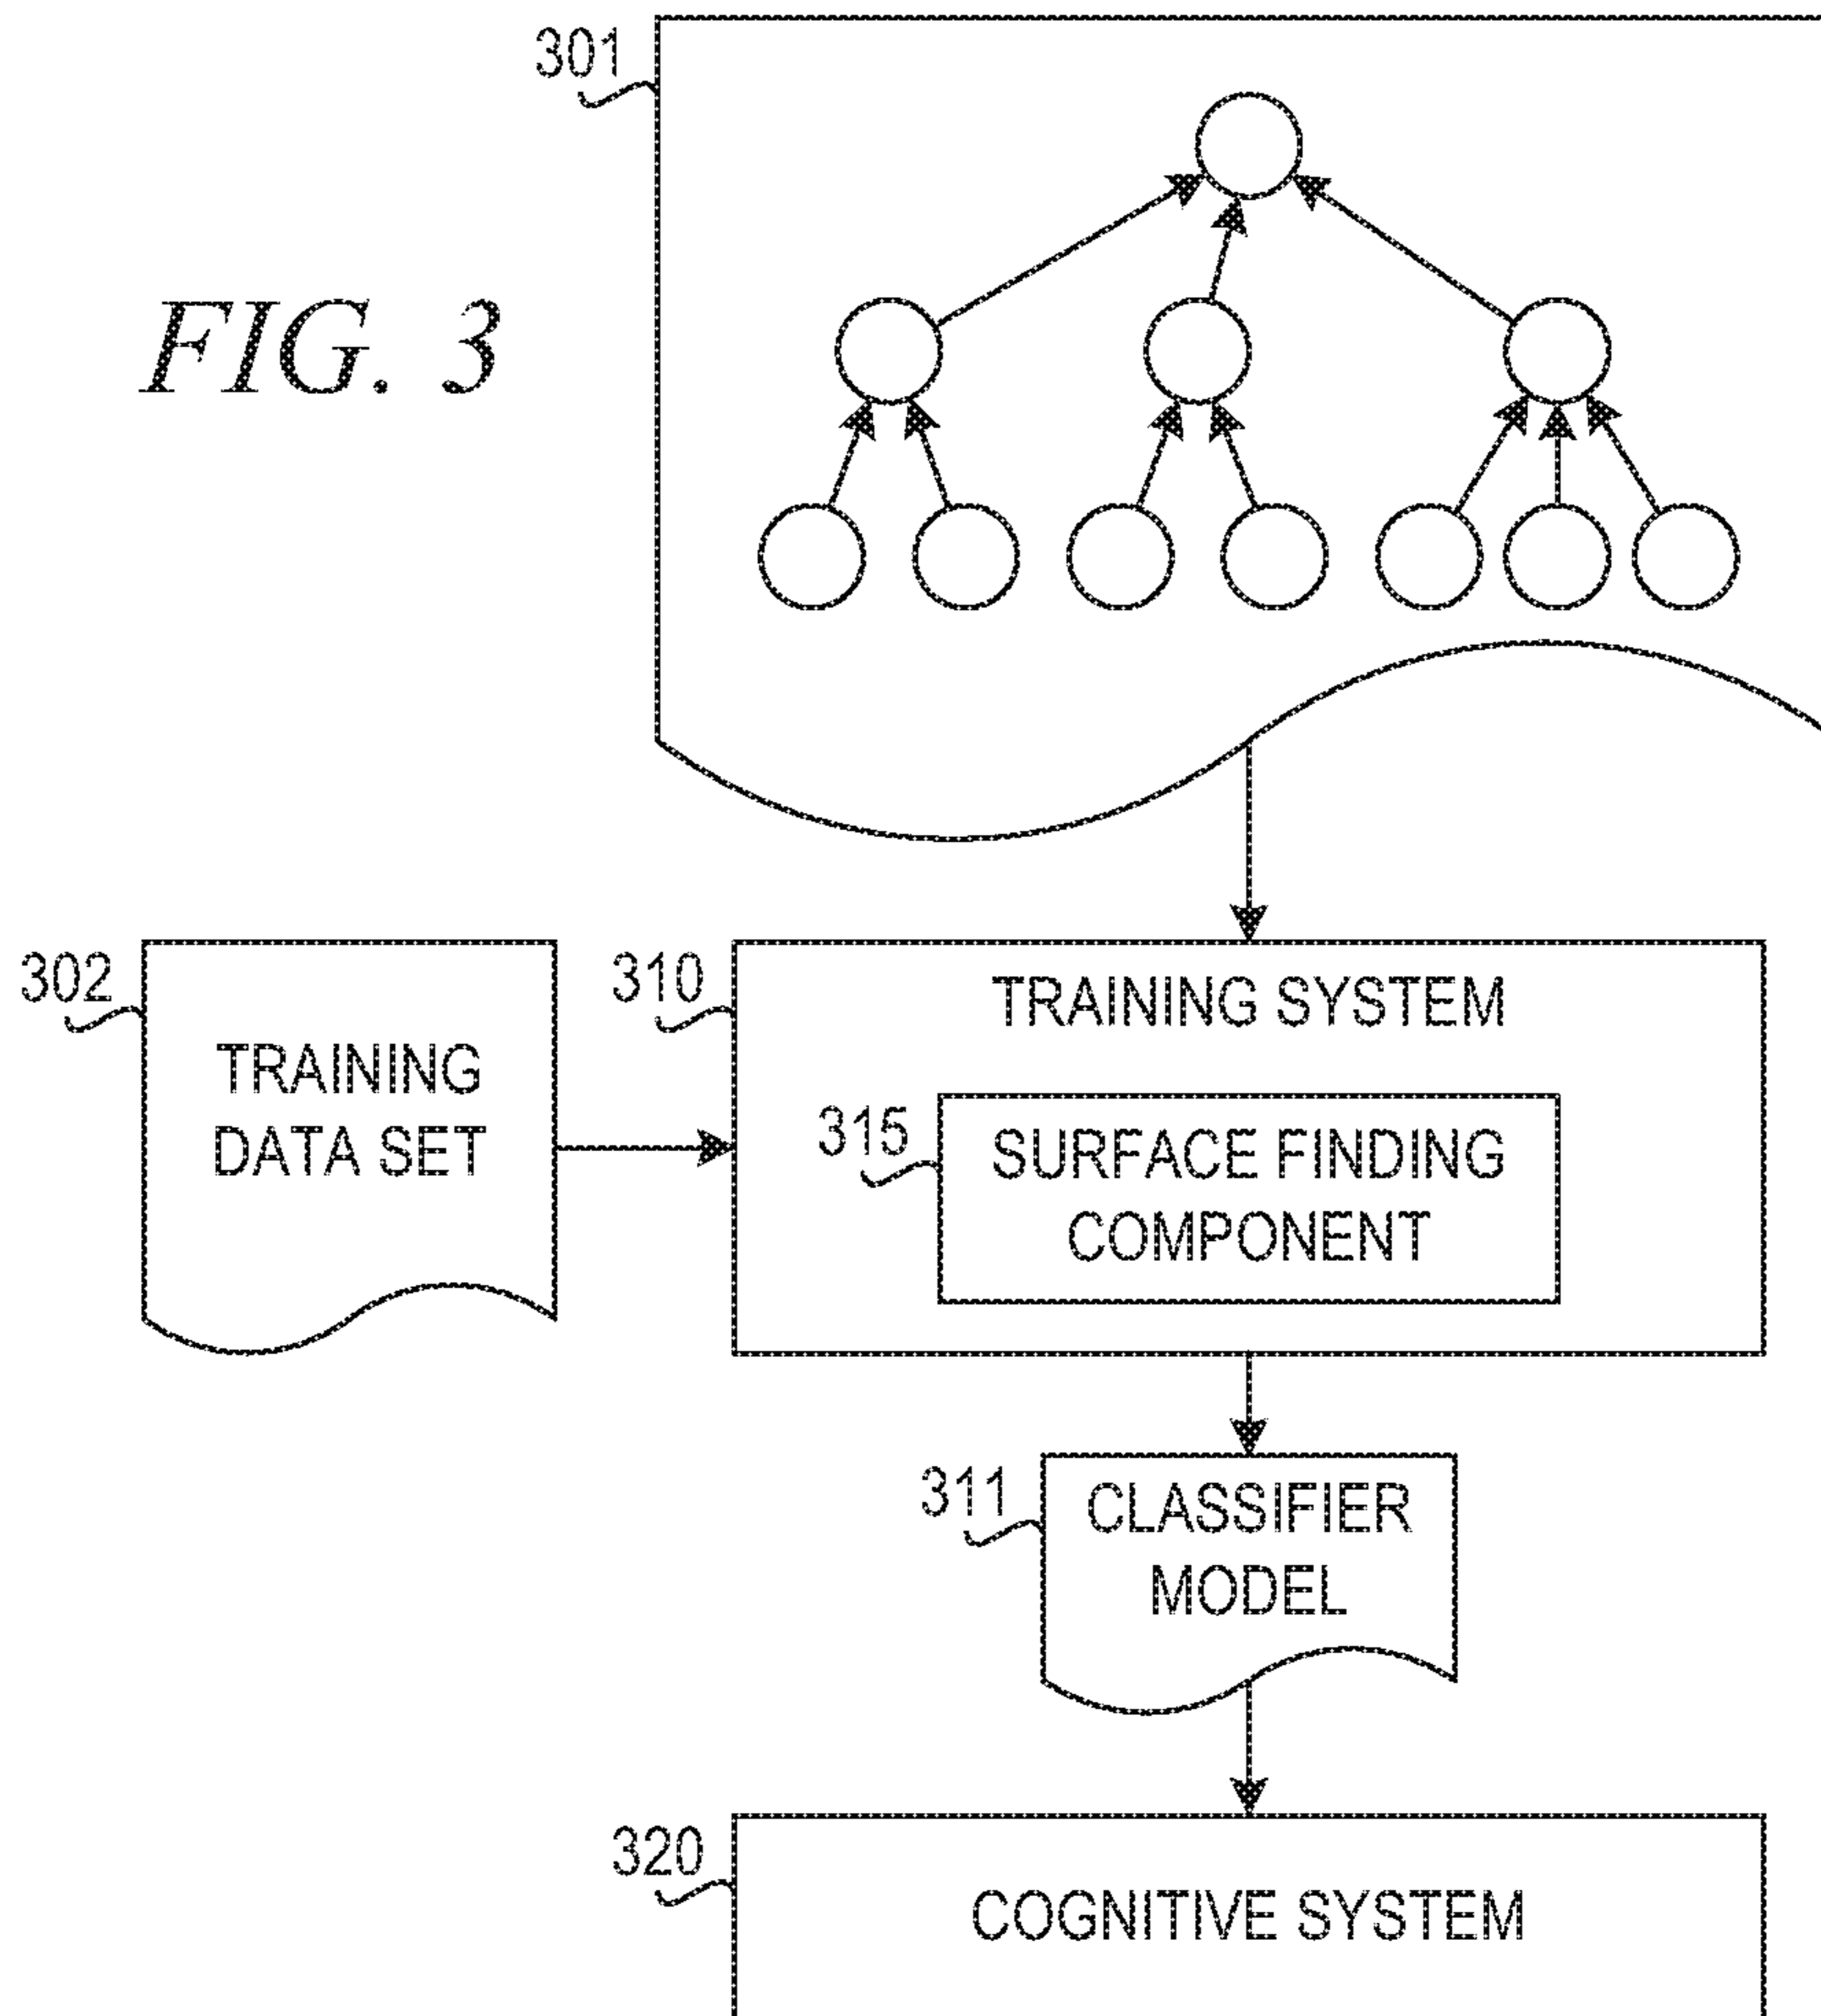 301
FIG. 3
302
310
TRAINING SYSTEM
TRAINING
DATA SET
315
SURFACE FINDING
COMPONENT
311
CLASSIFIER
MODEL
320
COGNITIVE SYSTEM